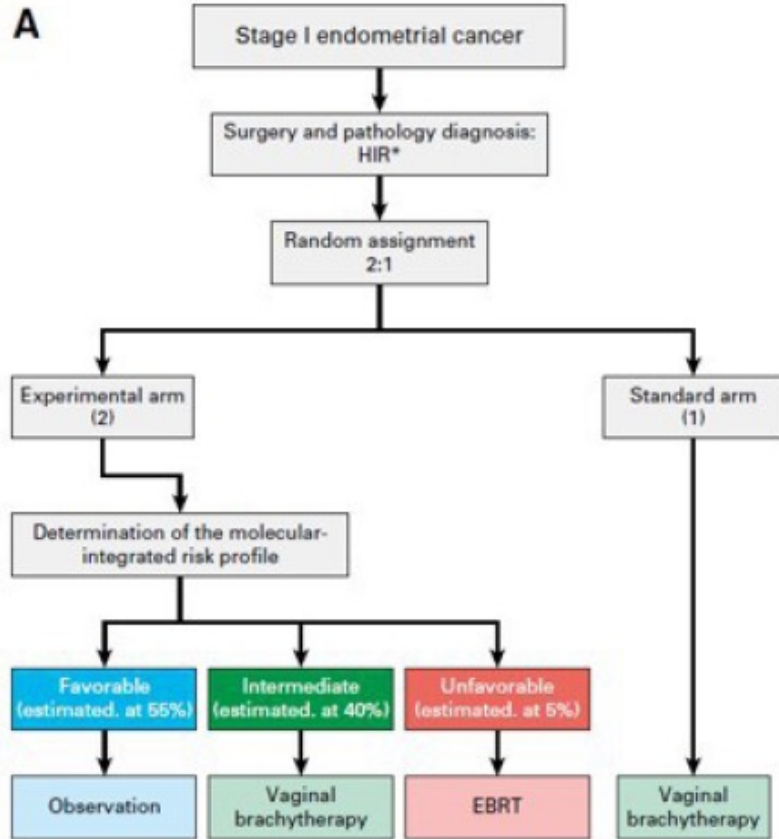 A
Stage I endometrial cancer
Surgery and pathology diagnosis:
HIR*
Random assignment
2:1
Experimental arm
(2)
Standard arm
(1)
Determination of the molecular-
integrated risk profile
Favorable
(estimated. at 55%)
Intermediate
(estimated. at 40%)
Unfavorable
(estimated. at 5%)
Observation
Vaginal
brachytherapy
EBRT
Vaginal
brachytherapy